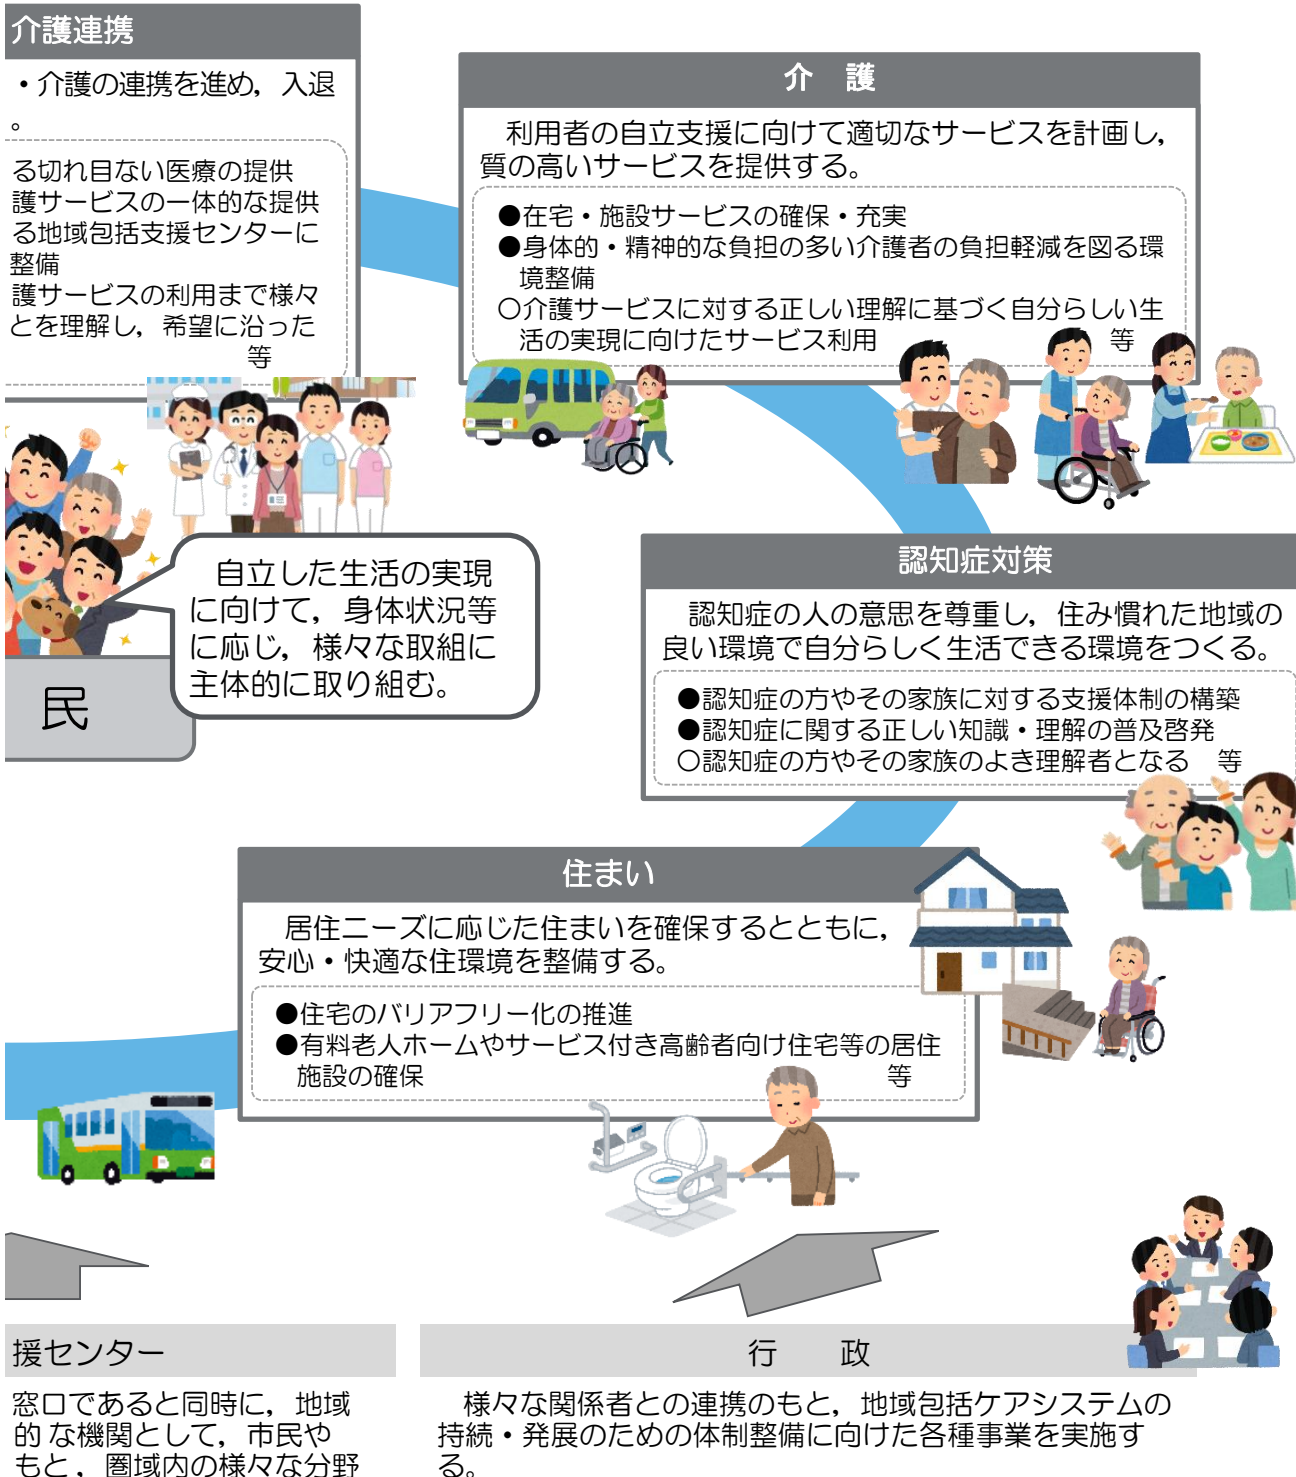 介護連携
・介護の連携を進め，入退
。
る切れ目ない医療の提供
護サービスの一体的な提供
る地域包括支援センターに
整備
護サービスの利用まで様々
とを理解し，希望に沿った
等
介　護
利用者の自立支援に向けて適切なサービスを計画し，
質の高いサービスを提供する。
●在宅・施設サービスの確保・充実
●身体的・精神的な負担の多い介護者の負担軽減を図る環
境整備
○介護サービスに対する正しい理解に基づく自分らしい生
活の実現に向けたサービス利用　等
自立した生活の実現
に向けて，身体状況等
に応じ，様々な取組に
主体的に取り組む。
民
認知症対策
認知症の人の意思を尊重し，住み慣れた地域の
良い環境で自分らしく生活できる環境をつくる。
●認知症の方やその家族に対する支援体制の構築
●認知症に関する正しい知識・理解の普及啓発
○認知症の方やその家族のよき理解者となる　等
住まい
居住ニーズに応じた住まいを確保するとともに，
安心・快適な住環境を整備する。
●住宅のバリアフリー化の推進
●有料老人ホームやサービス付き高齢者向け住宅等の居住
施設の確保　等
援センター
窓口であると同時に，地域
的な機関として，市民や
もと，圏域内の様々な分野
行　政
様々な関係者との連携のもと，地域包括ケアシステムの
持続・発展のための体制整備に向けた各種事業を実施す
る。